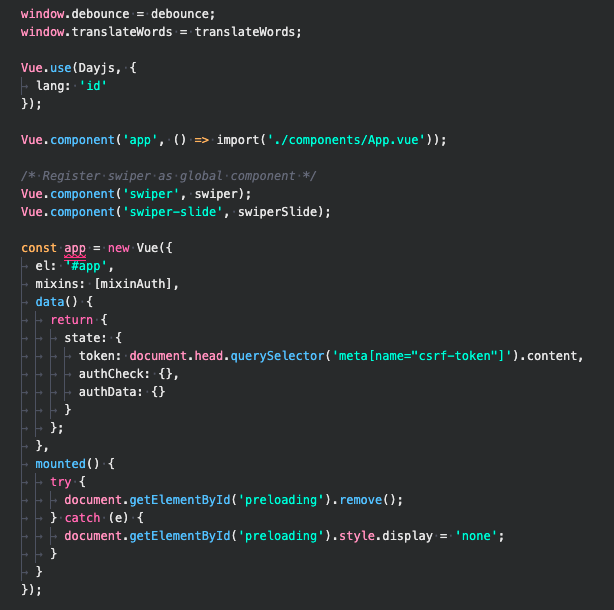 window.debounce = debounce;
window.translateWords = translateWords;

Vue.use(Dayjs, {
  lang: 'id'
});

Vue.component('app', () => import('./components/App.vue'));

/* Register swiper as global component */
Vue.component('swiper', swiper);
Vue.component('swiper-slide', swiperSlide);

const app = new Vue({
  el: '#app',
  mixins: [mixinAuth],
  data() {
    return {
      state: {
        token: document.head.querySelector('meta[name="csrf-token"]').content,
        authCheck: {},
        authData: {}
      }
    };
  },
  mounted() {
    try {
      document.getElementById('preloading').remove();
    } catch (e) {
      document.getElementById('preloading').style.display = 'none';
    }
  }
});